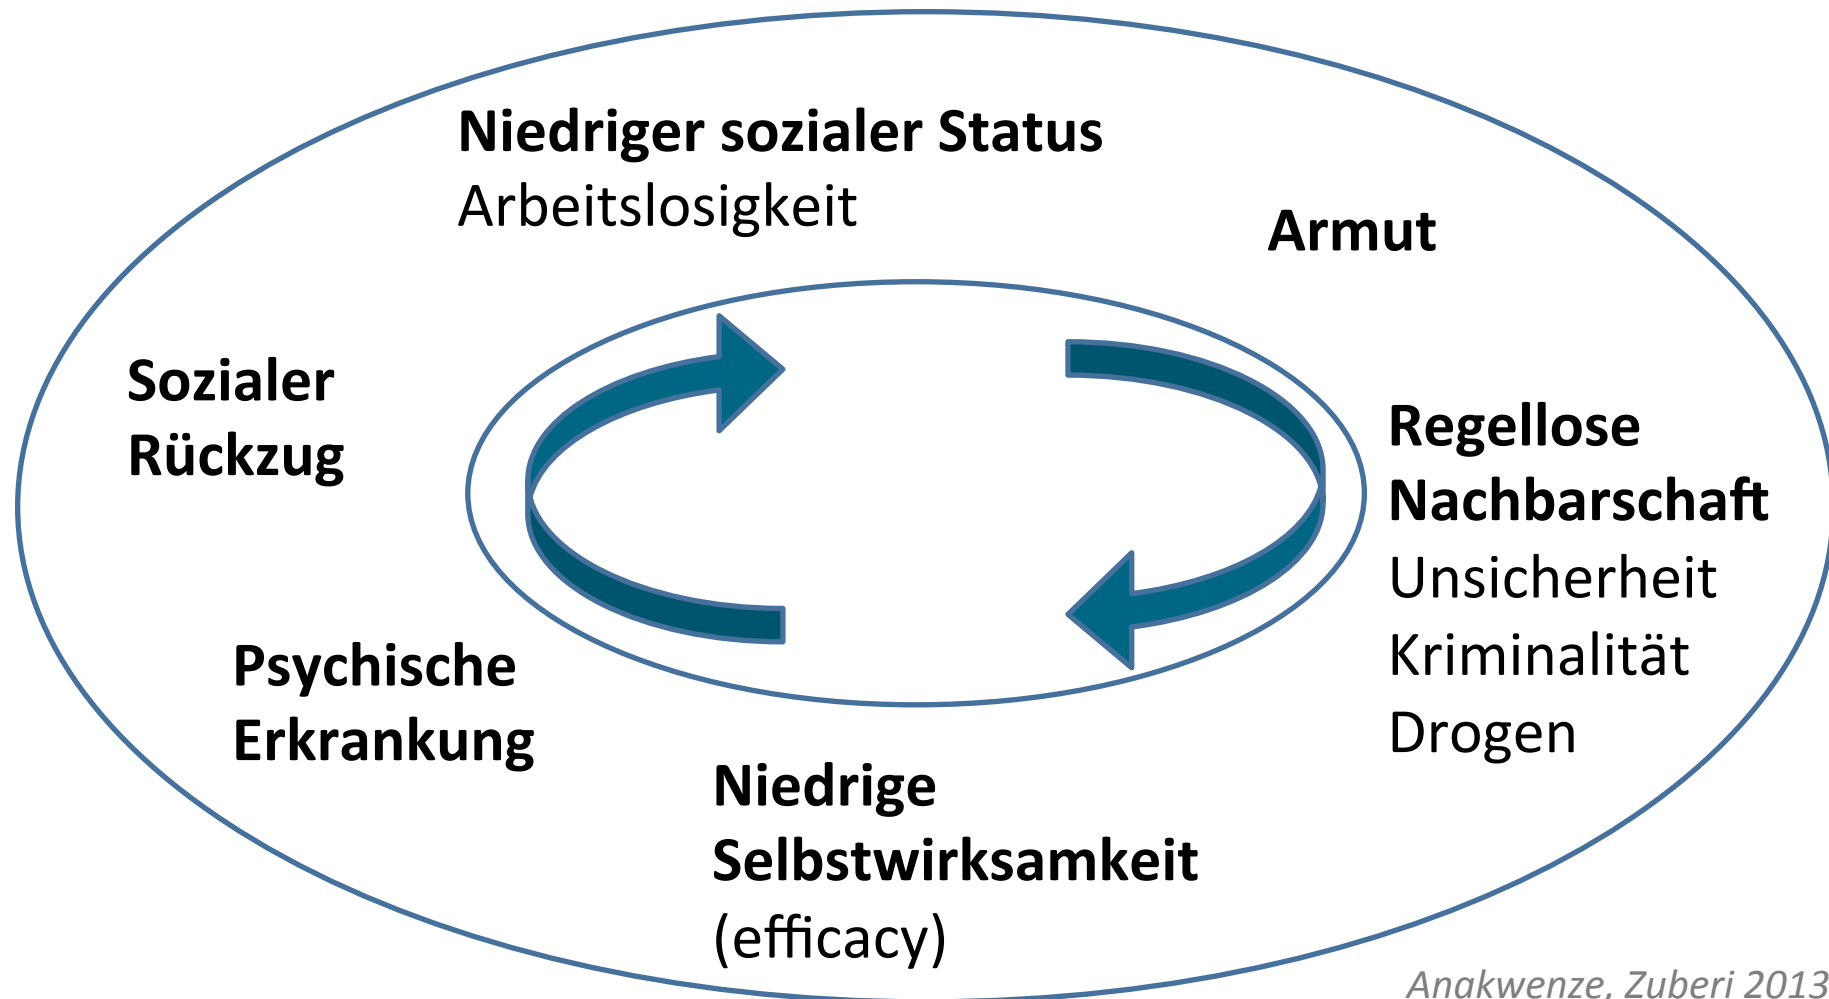 Niedriger sozialer Status
Arbeitslosigkeit
Armut
Sozialer
Rückzug
Regellose
Nachbarschaft
Unsicherheit
Kriminalität
Drogen
Psychische
Erkrankung
Niedrige
Selbstwirksamkeit
(efficacy)
Anakwenze, Zuberi 2013